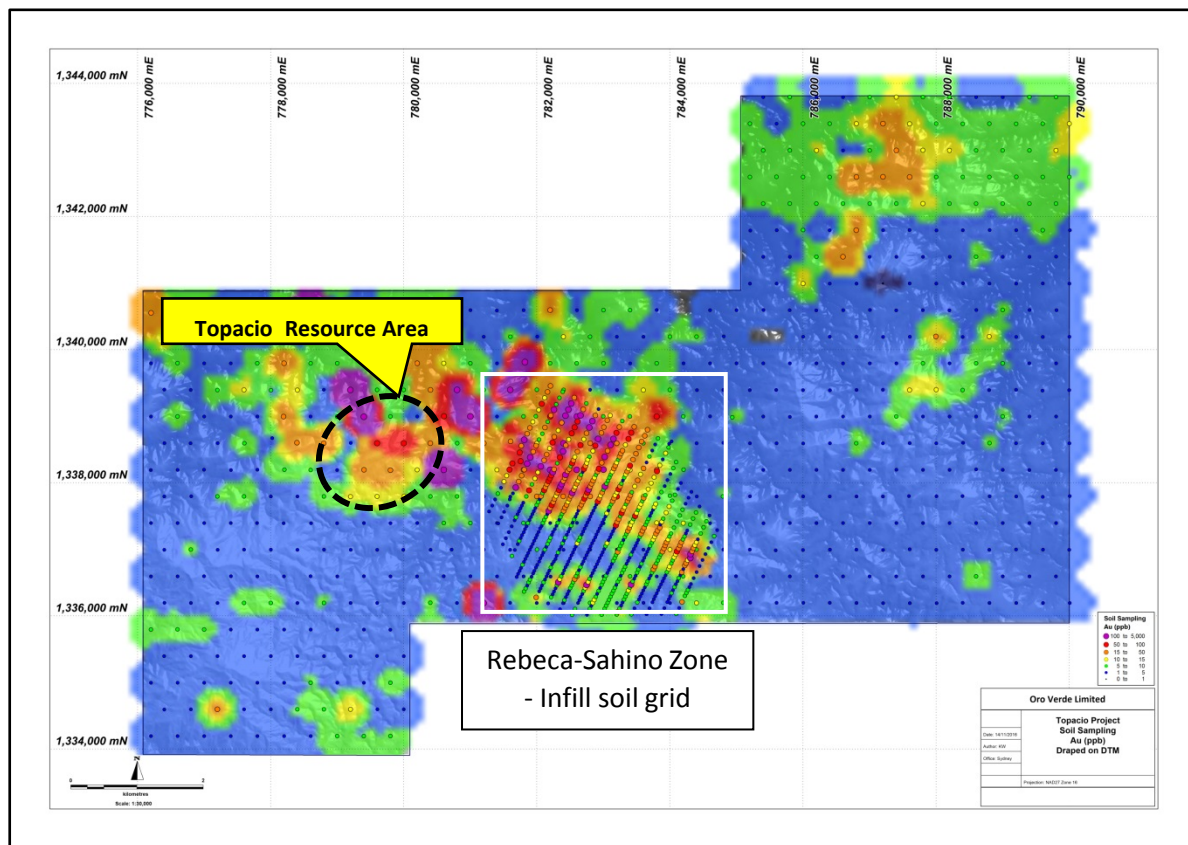 776,000 mE
778,000 mE
780,000 mE
782,000 mE
784,000 mE
786,000 mE
788,000 mE
790,000 mE
1,344,000 mN
1,342,000 mN
1,340,000 mN
1,338,000 mN
1,336,000 mN
1,334,000 mN
Topacio Resource Area
Rebeca-Sahino Zone
- Infill soil grid
N
0 2
kilometres
Scale: 1:30,000
Soil Sampling
Au (ppb)
100 to 5,000
50 to 100
15 to 50
10 to 15
5 to 10
1 to 5
0 to 1
Oro Verde Limited
Topacio Project
Soil Sampling
Au (ppb)
Draped on DTM
Author: KW
Office: Sydney
Projection: NAD27 Zone 16